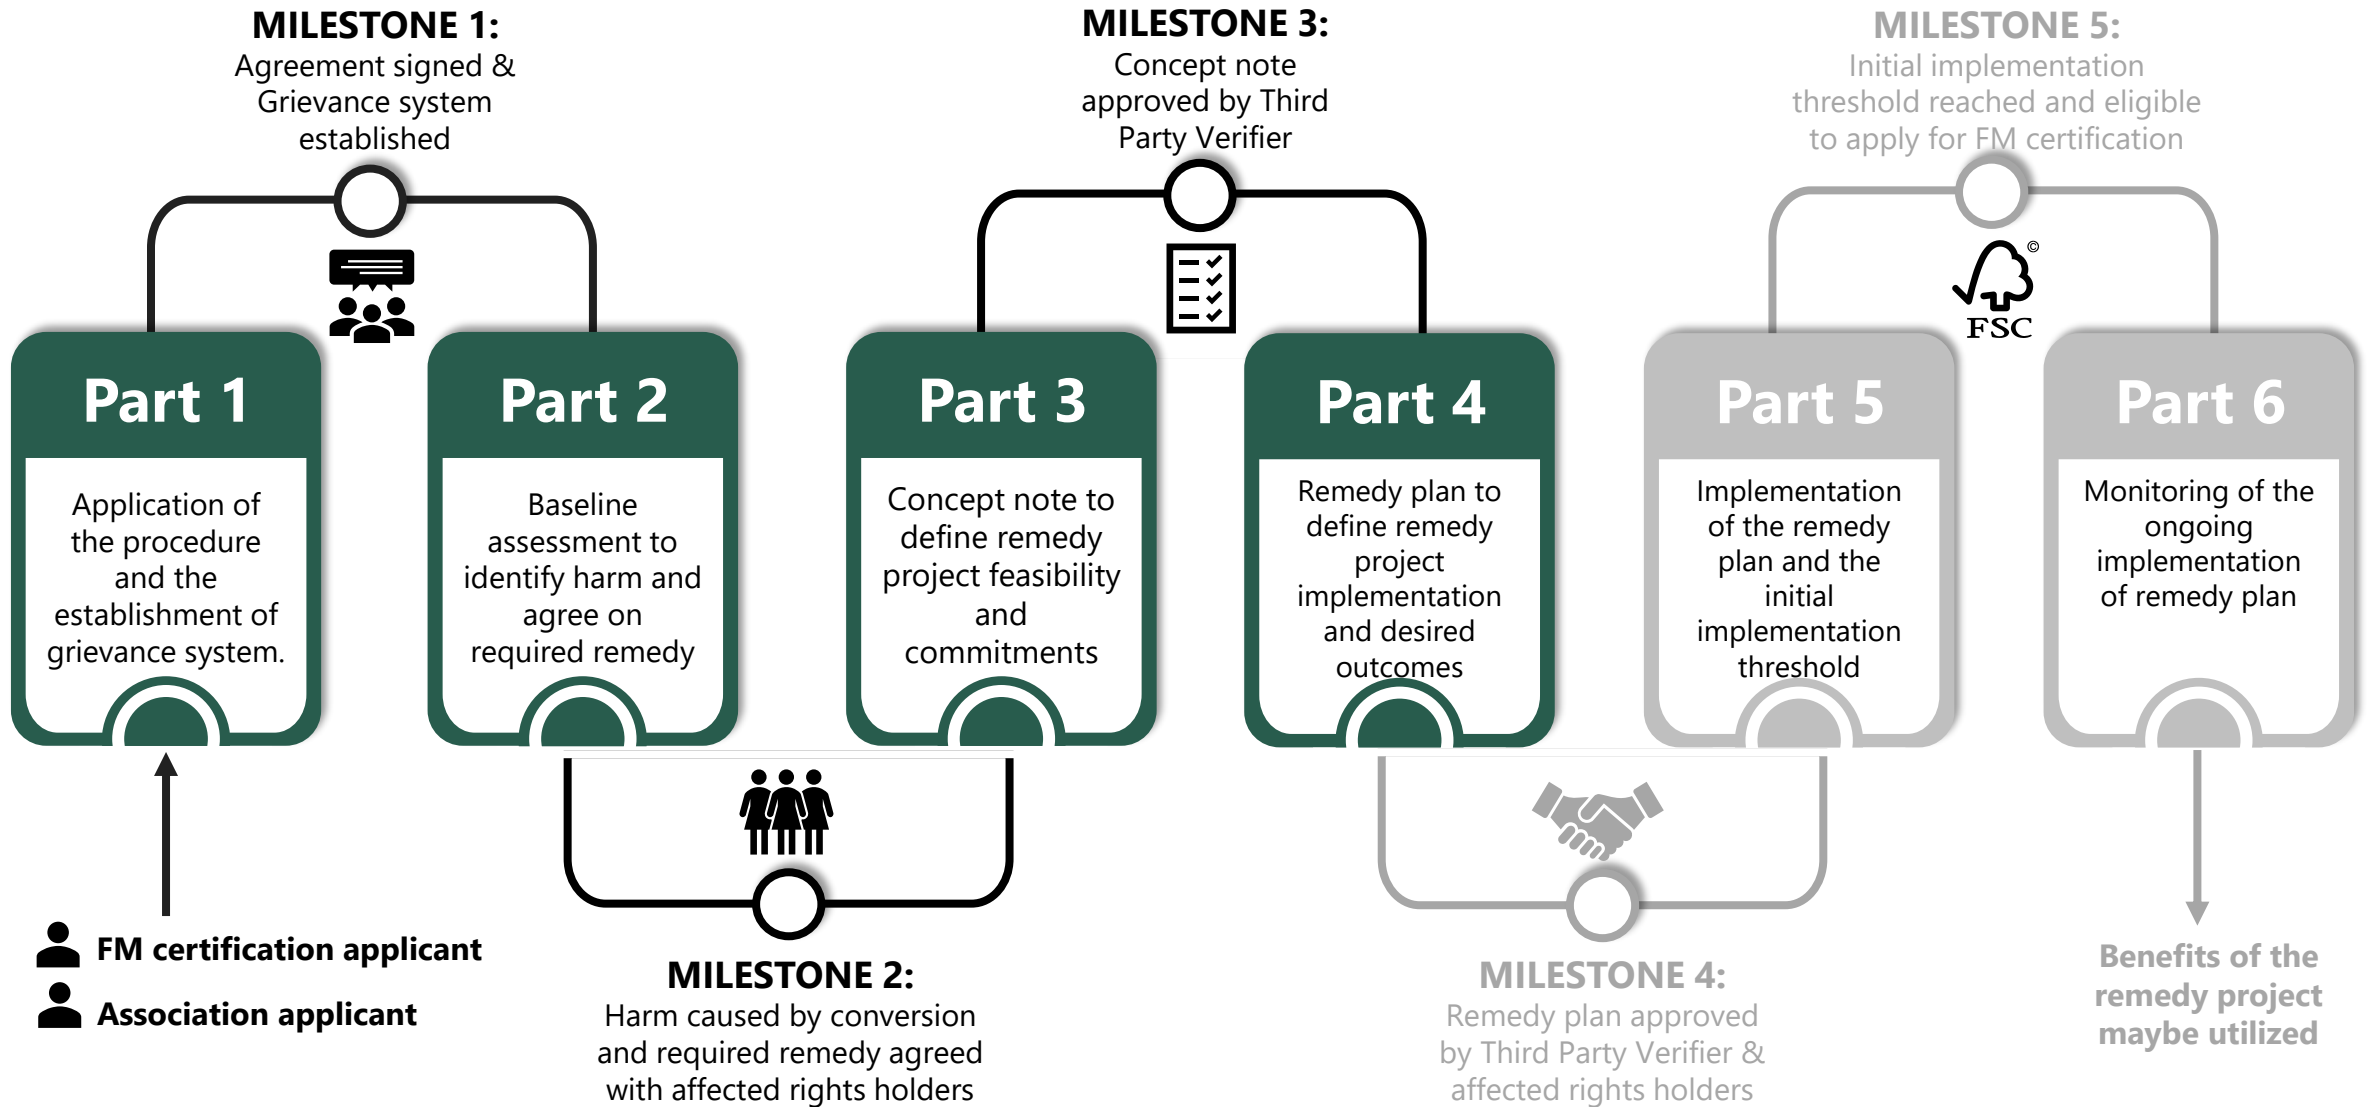 MILESTONE 1:
Agreement signed &
Grievance system
established
MILESTONE 3:
Concept note
approved by Third
Party Verifier
MILESTONE 5:
Initial implementation
threshold reached and eligible
to apply for FM certification
©
FSC
Part 1
Application of
the procedure
and the
establishment of
grievance system.
Part 2
Baseline
assessment to
identify harm and
agree on
required remedy
Part 3
Concept note to
define remedy
project feasibility
and
commitments
Part 4
Remedy plan to
define remedy
project
implementation
and desired
outcomes
Part 5
Implementation
of the remedy
plan and the
initial
implementation
threshold
Part 6
Monitoring of the
ongoing
implementation
of remedy plan
FM certification applicant
Association applicant
MILESTONE 2:
Harm caused by conversion
and required remedy agreed
with affected rights holders
MILESTONE 4:
Remedy plan approved
by Third Party Verifier &
affected rights holders
Benefits of the
remedy project
maybe utilized